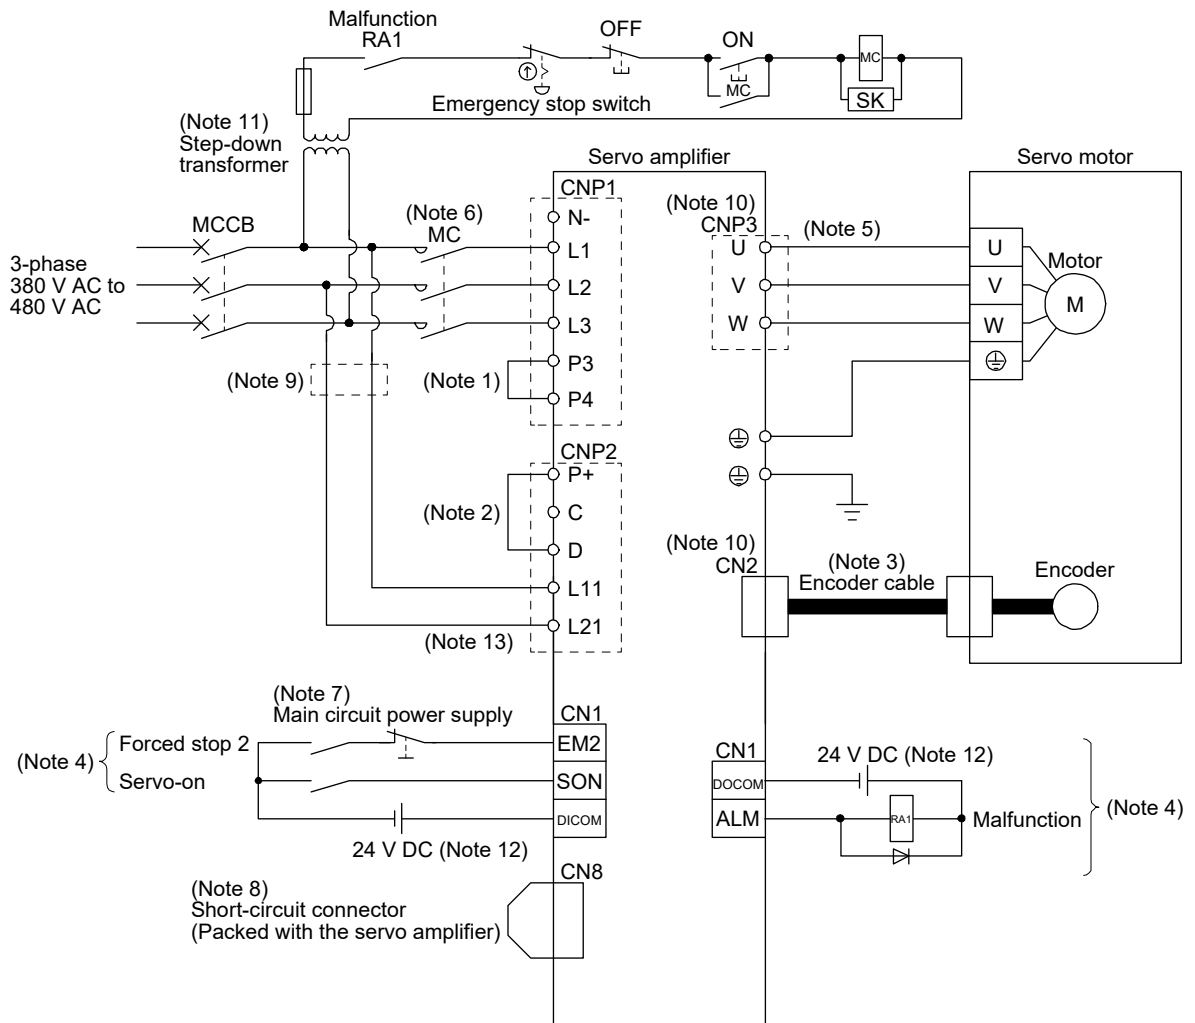 Malfunction
RA1
OFF
ON
MC
MC
SK
Emergency stop switch
(Note 11)
Step-down
transformer
Servo amplifier
Servo motor
CNP1
N-
L1
L2
L3
P3
P4
(Note 10)
CNP3
U
V
W
(Note 5)
U
V
W
Motor
M
MCCB
(Note 6)
MC
3-phase
380 V AC to
480 V AC
(Note 9)
(Note 1)
CNP2
P+
C
D
L11
L21
(Note 2)
(Note 13)
(Note 10)
CN2
(Note 3)
Encoder cable
Encoder
(Note 7)
Main circuit power supply
CN1
EM2
SON
DICOM
(Note 4)
Forced stop 2
Servo-on
24 V DC (Note 12)
CN1
DOCOM
ALM
24 V DC (Note 12)
RA1
Malfunction
(Note 4)
CN8
(Note 8)
Short-circuit connector
(Packed with the servo amplifier)